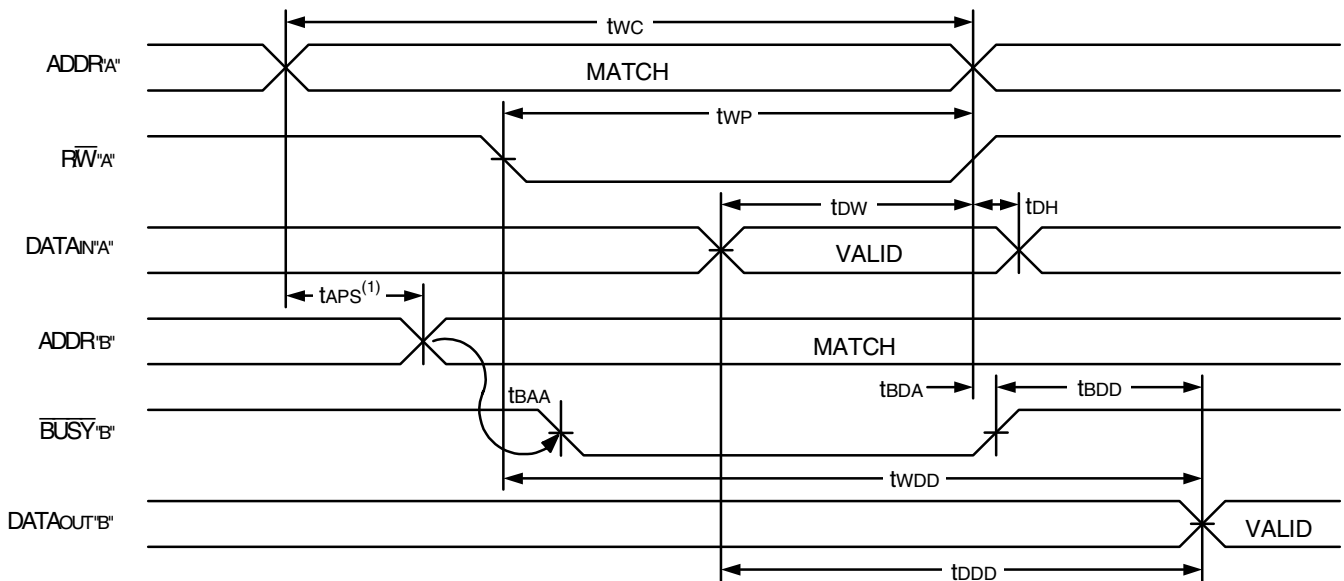 tWC
ADDR"A"
MATCH
tWP
R/W̅"A"
tDW
tDH
DATAIN"A"
VALID
tAPS(1)
ADDR"B"
MATCH
tBAA
tBDA
tBDD
B̅U̅S̅Y̅"B"
tWDD
DATAOUT"B"
VALID
tDDD